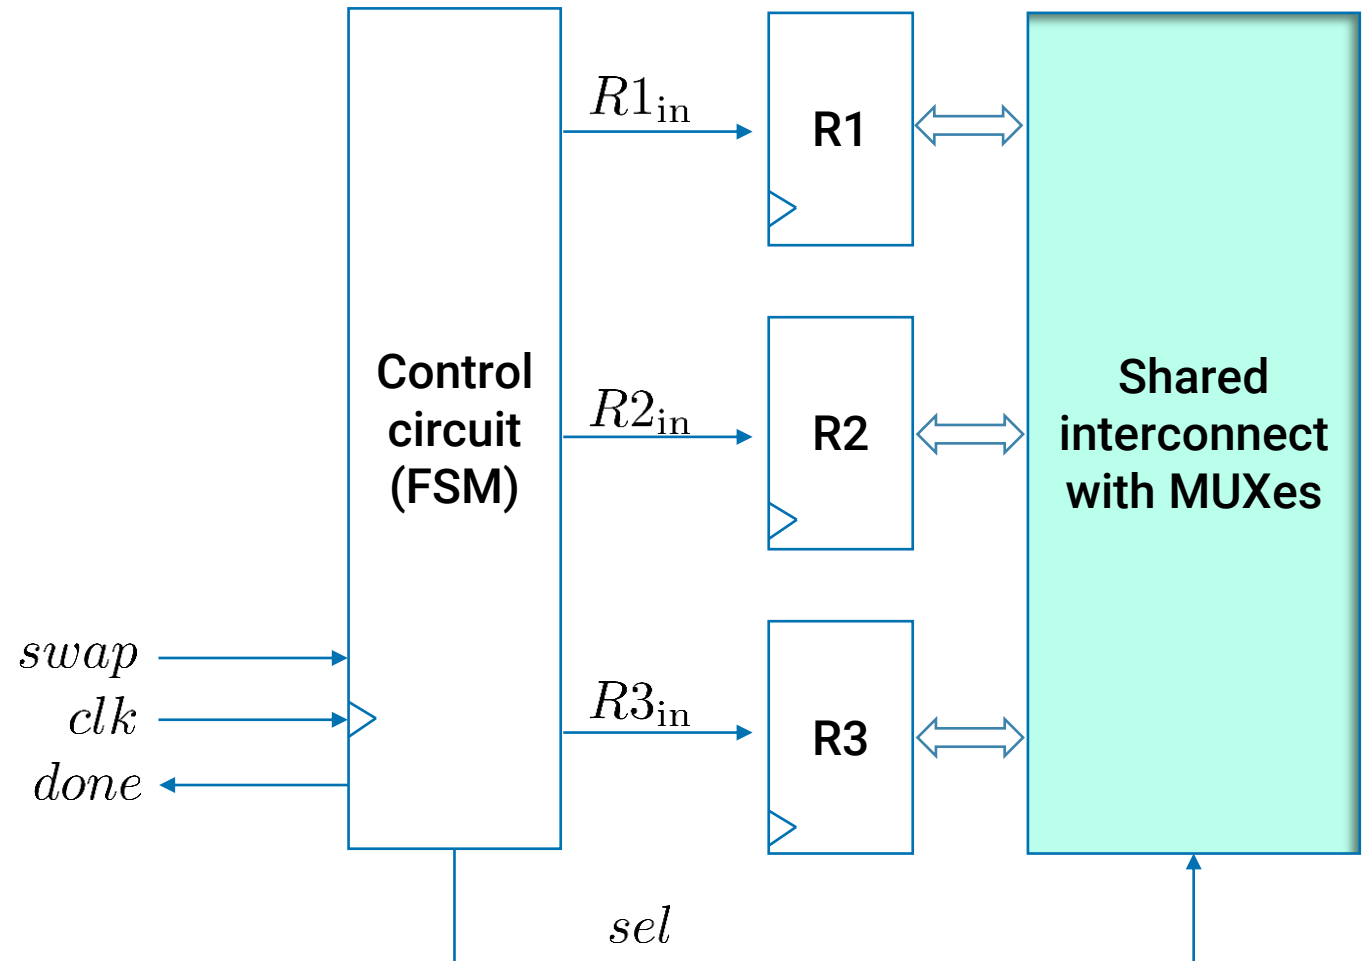 R1in
R1
R2in
R2
Control
circuit
(FSM)
Shared
interconnect
with MUXes
swap
clk
done
R3in
R3
sel